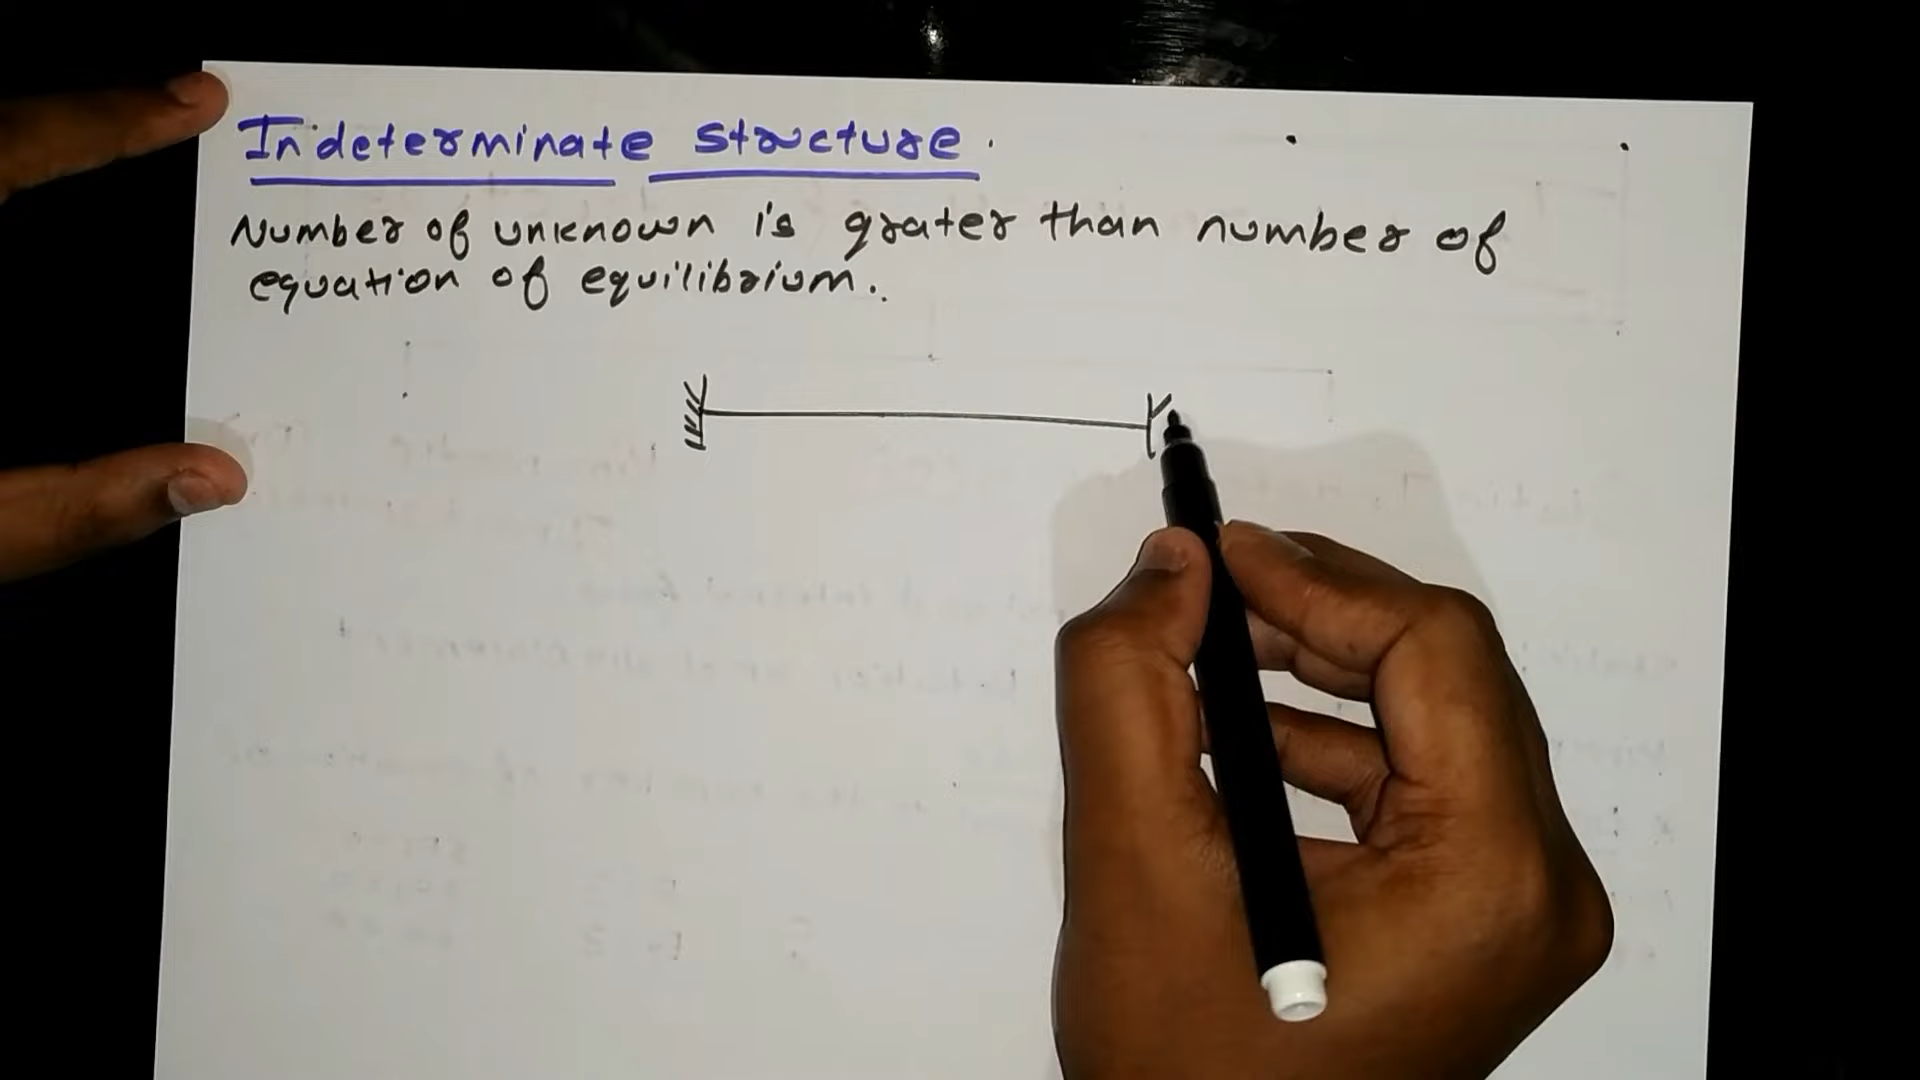 Indeterminate structure.
Number of unknown is grater than number of
equation of equilibrium..